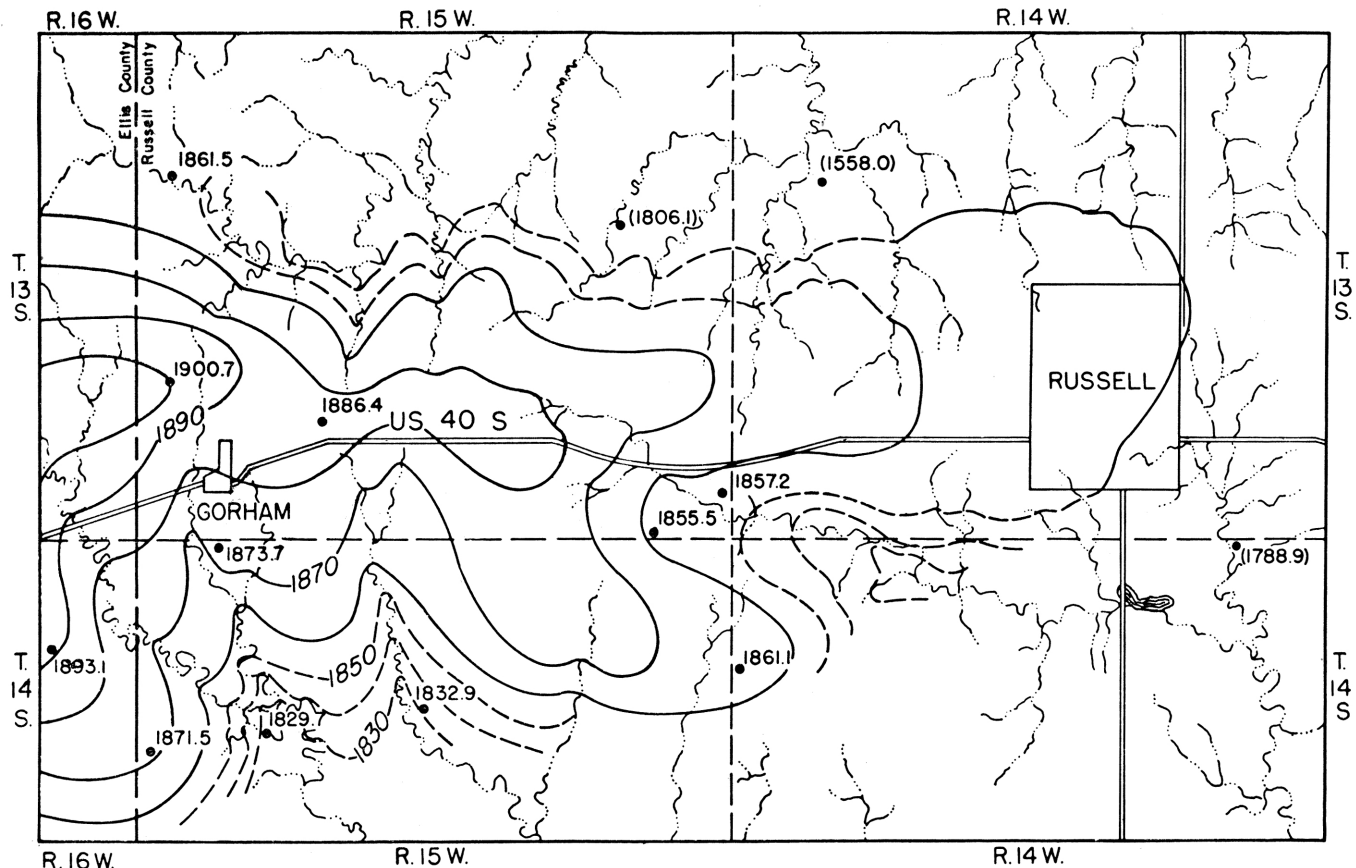 R. 16 W. R. 15 W. R. 14 W.
Ellis County
Russell County
1861.5
(1558.0)
(1806.1)
T.
13
S.
T.
13
S.
1900.7
RUSSELL
1890
1886.4
US 40 S
1857.2
GORHAM
1855.5
1873.7
(1788.9)
1870
1893.1
1850
1861.1
T.
14
S.
T.
14
S
1832.9
1829.7
1830
1871.5
R. 16 W. R. 15 W. R. 14 W.